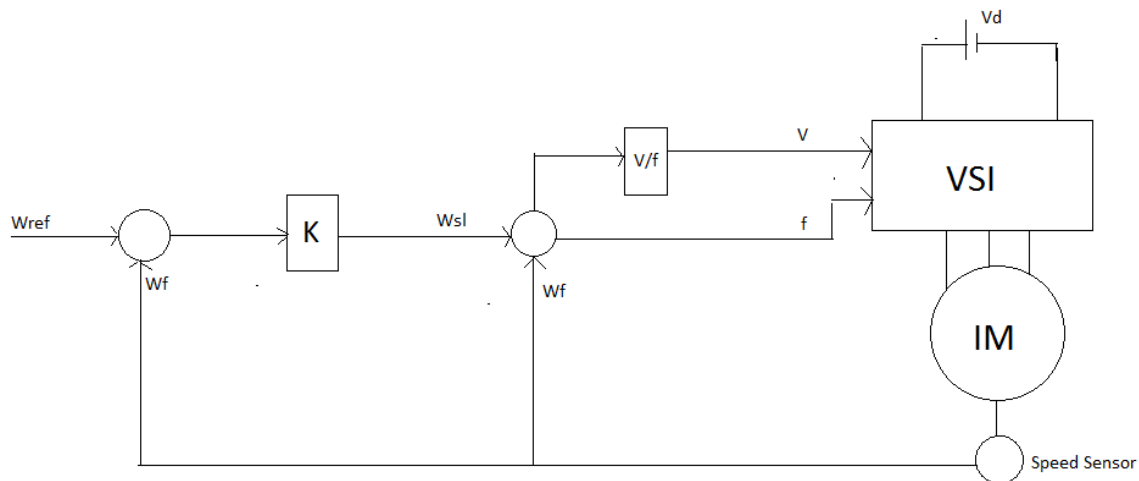 Vd
V/f
V
VSI
Wref
K
Wsl
f
Wf
Wf
IM
Speed Sensor